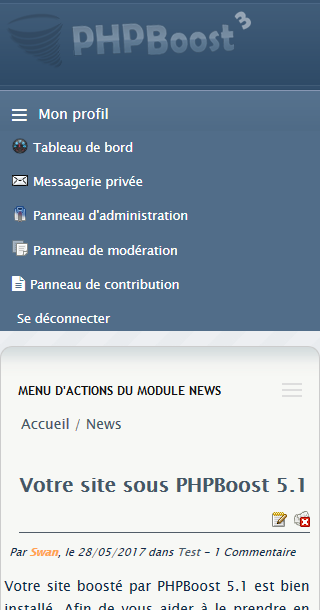 PHPBoost 3
Mon profil
Tableau de bord
Messagerie privée
Panneau d'administration
Panneau de modération
Panneau de contribution
Se déconnecter
MENU D'ACTIONS DU MODULE NEWS
Accueil / News
Votre site sous PHPBoost 5.1
Par Swan, le 28/05/2017 dans Test - 1 Commentaire
Votre site boosté par PHPBoost 5.1 est bien
installé. Afin de vous aider à le prendre en